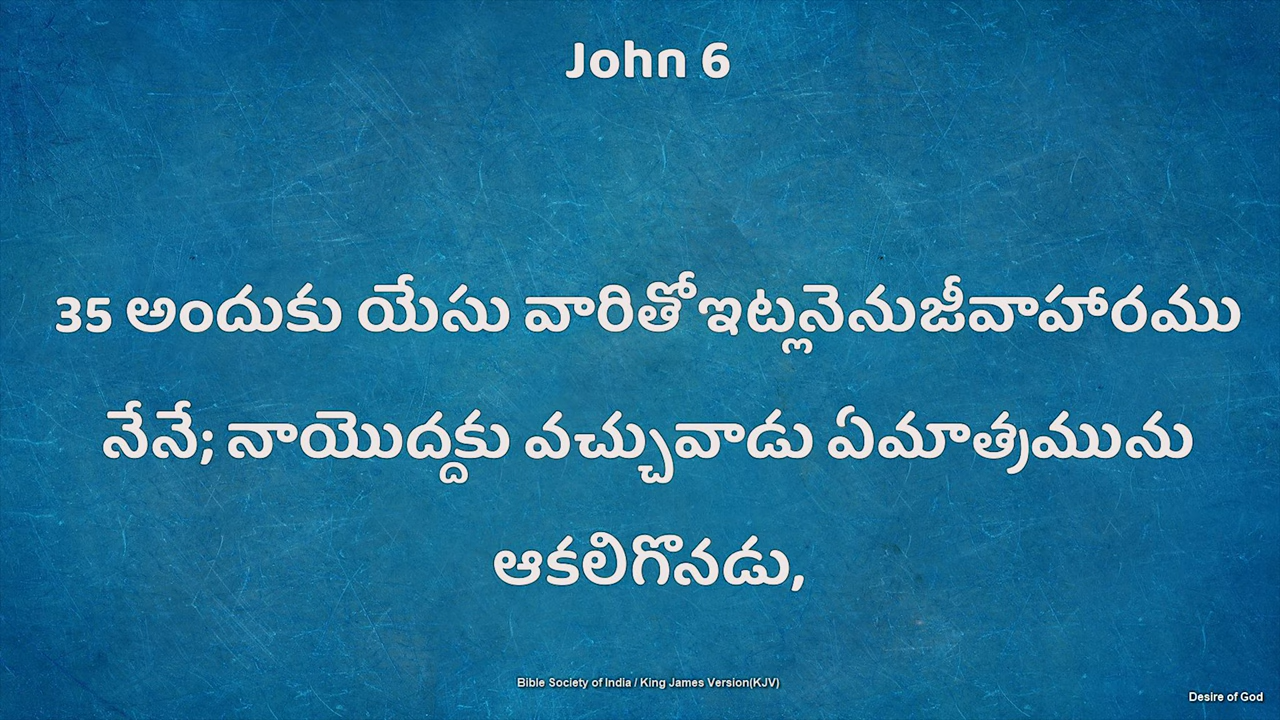 John 6
35 అందుకు యేసు వారితోఇట్లనెనుజీవాహారము
నేనే; నాయొద్దకు వచ్చువాడు ఏమాత్రమును
ఆకలిగొనడు,
Bible Society of India / King James Version(KJV)
Desire of God